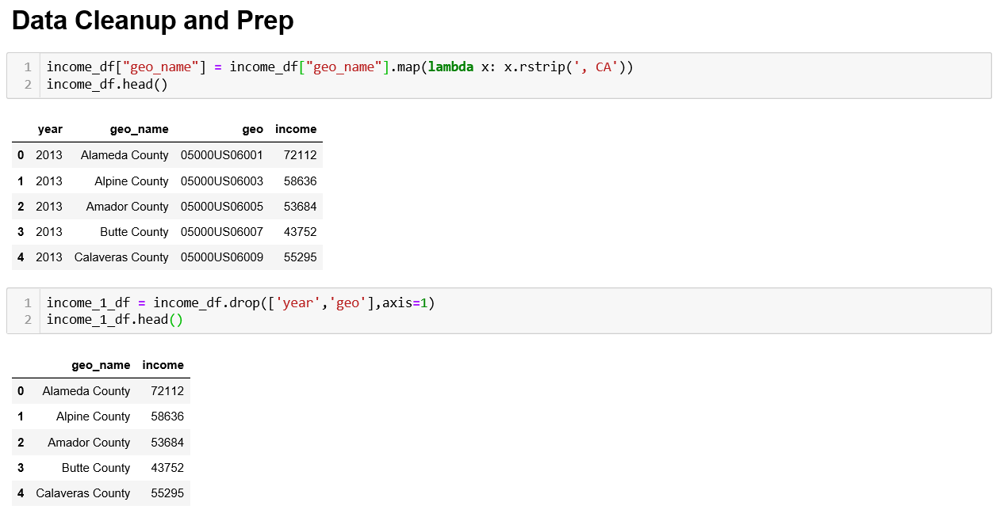 Data Cleanup and Prep
1 income_df["geo_name"] = income_df["geo_name"].map(lambda x: x.rstrip(', CA'))
2 income_df.head()
year geo_name geo income
0 2013 Alameda County 05000US06001 72112
1 2013 Alpine County 05000US06003 58636
2 2013 Amador County 05000US06005 53684
3 2013 Butte County 05000US06007 43752
4 2013 Calaveras County 05000US06009 55295
1 income_1_df = income_df.drop(['year','geo'],axis=1)
2 income_1_df.head()
geo_name income
0 Alameda County 72112
1 Alpine County 58636
2 Amador County 53684
3 Butte County 43752
4 Calaveras County 55295